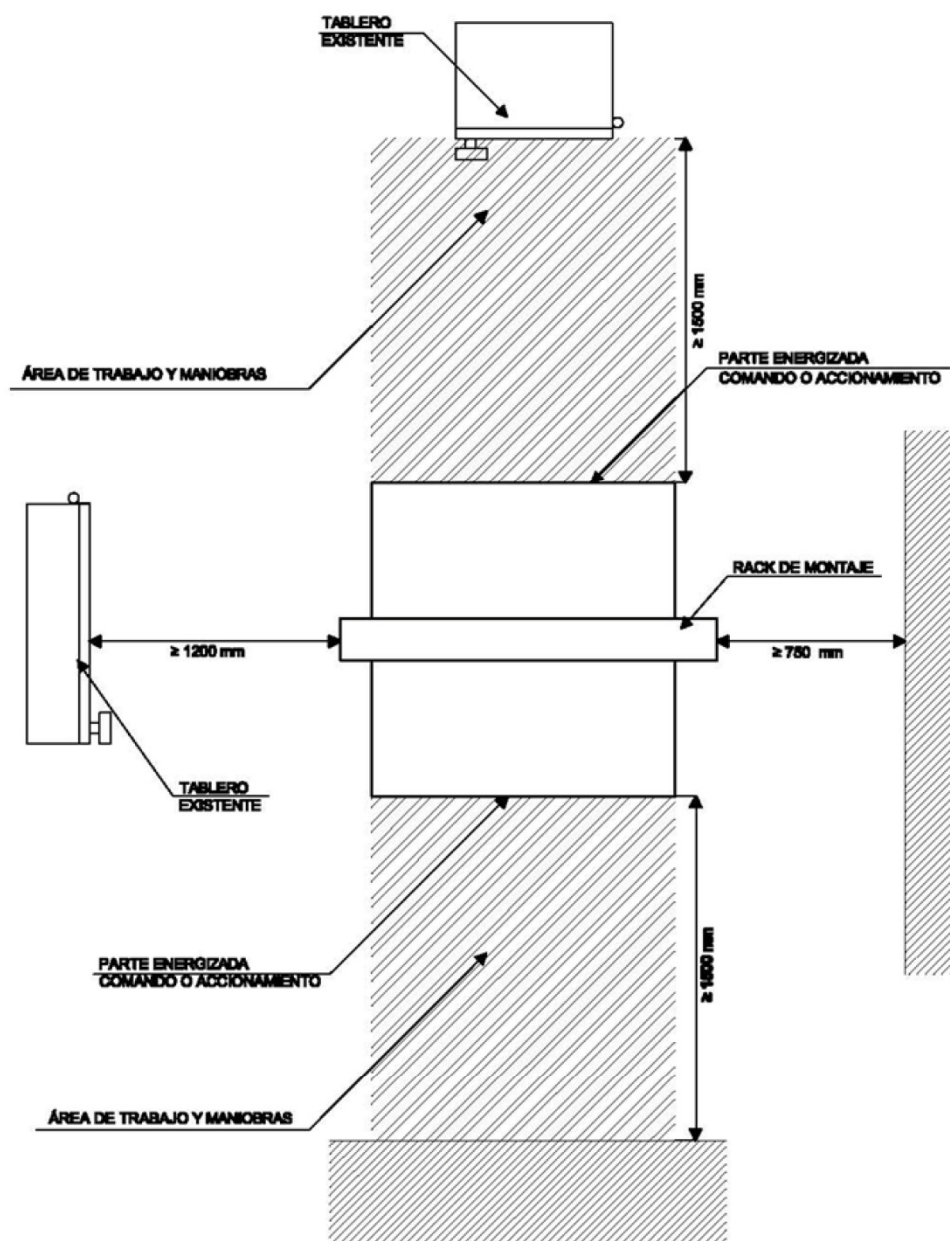 TABLERO
EXISTENTE
≥ 1500 mm
ÁREA DE TRABAJO Y MANIOBRAS
PARTE ENERGIZADA
COMANDO O ACCIONAMIENTO
RACK DE MONTAJE
≥ 1200 mm
≥ 750 mm
TABLERO
EXISTENTE
PARTE ENERGIZADA
COMANDO O ACCIONAMIENTO
≥ 1500 mm
ÁREA DE TRABAJO Y MANIOBRAS